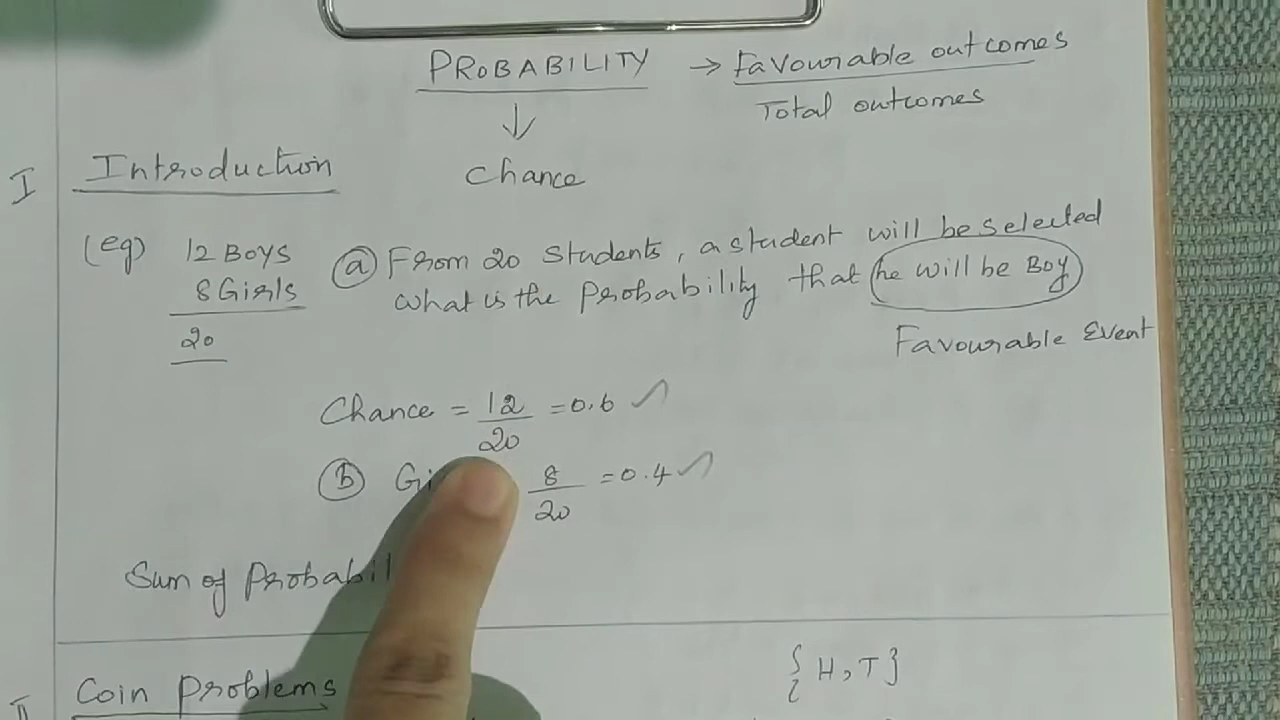 PROBABILITY → Favourable outcomes
Total outcomes
↓
Chance
I Introduction
(eg) 12 Boys
8 Girls
20
ⓐ From 20 Students, a student will be selected
what is the Probability that he will be Boy
Favourable Event
Chance = 12/20 = 0.6
ⓑ 8/20 = 0.4
Sum of
II Coin Problems
{H, T}